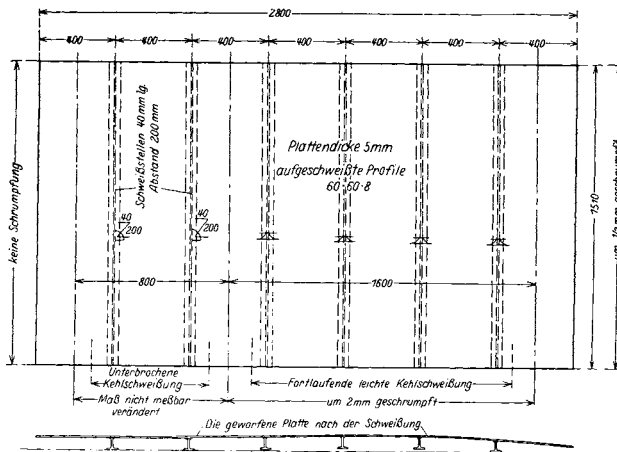 2800
400 400 400 400 400 400 400
keine Schrumpfung
Schweißstellen 40mm lg.
Abstand 200mm
Plattendicke 5mm
aufgeschweißte Profile
60·60·8
40
200
40
200
1510
800
1600
Unterbrochene
Kehlschweißung
Fortlaufende leichte Kehlschweißung
Maß nicht meßbar
verändert
um 2mm geschrumpft
Die geworfene Platte nach der Schweißung